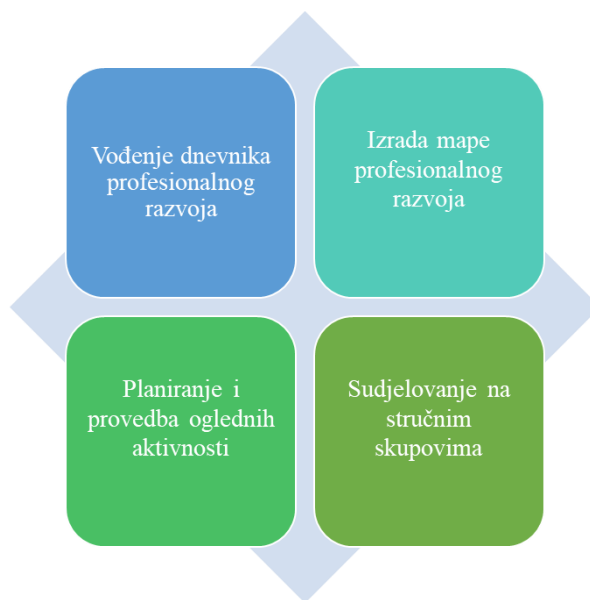 Vođenje dnevnika
profesionalnog
razvoja
Izrada mape
profesionalnog
razvoja
Planiranje i
provedba oglednih
aktivnosti
Sudjelovanje na
stručnim
skupovima